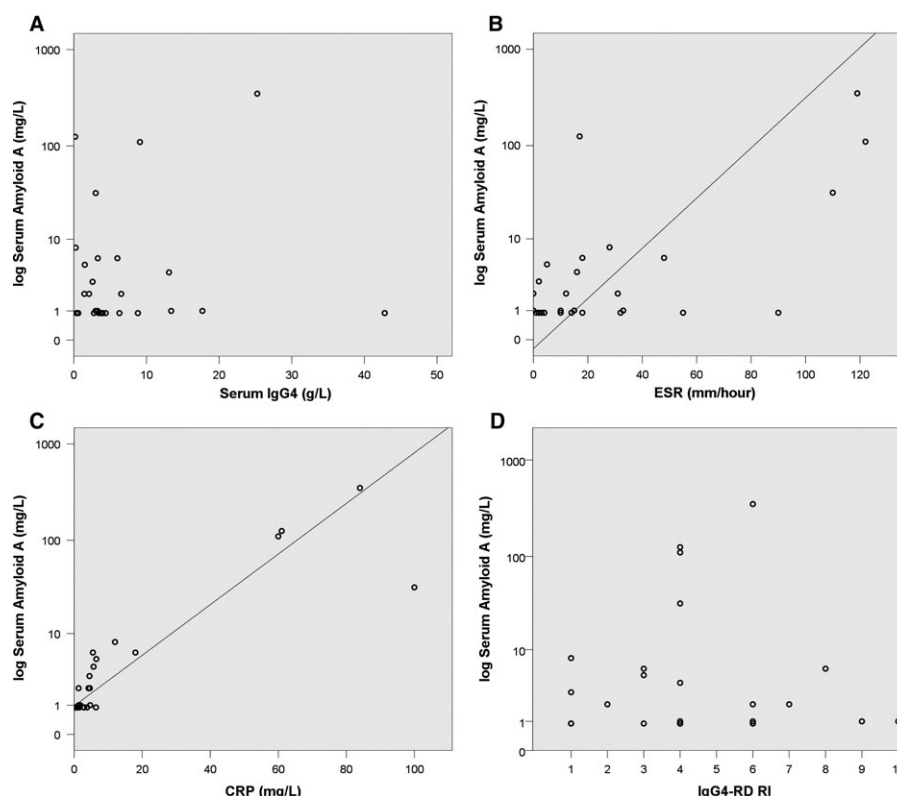 A
log Serum Amyloid A (mg/L)
1000
100
10
1
0
0 10 20 30 40 50
Serum IgG4 (g/L)
B
log Serum Amyloid A (mg/L)
1000
100
10
1
0
0 20 40 60 80 100 120
ESR (mm/hour)
C
log Serum Amyloid A (mg/L)
1000
100
10
1
0
0 20 40 60 80 100
CRP (mg/L)
D
log Serum Amyloid A (mg/L)
1000
100
10
1
0
1 2 3 4 5 6 7 8 9
IgG4-RD RI